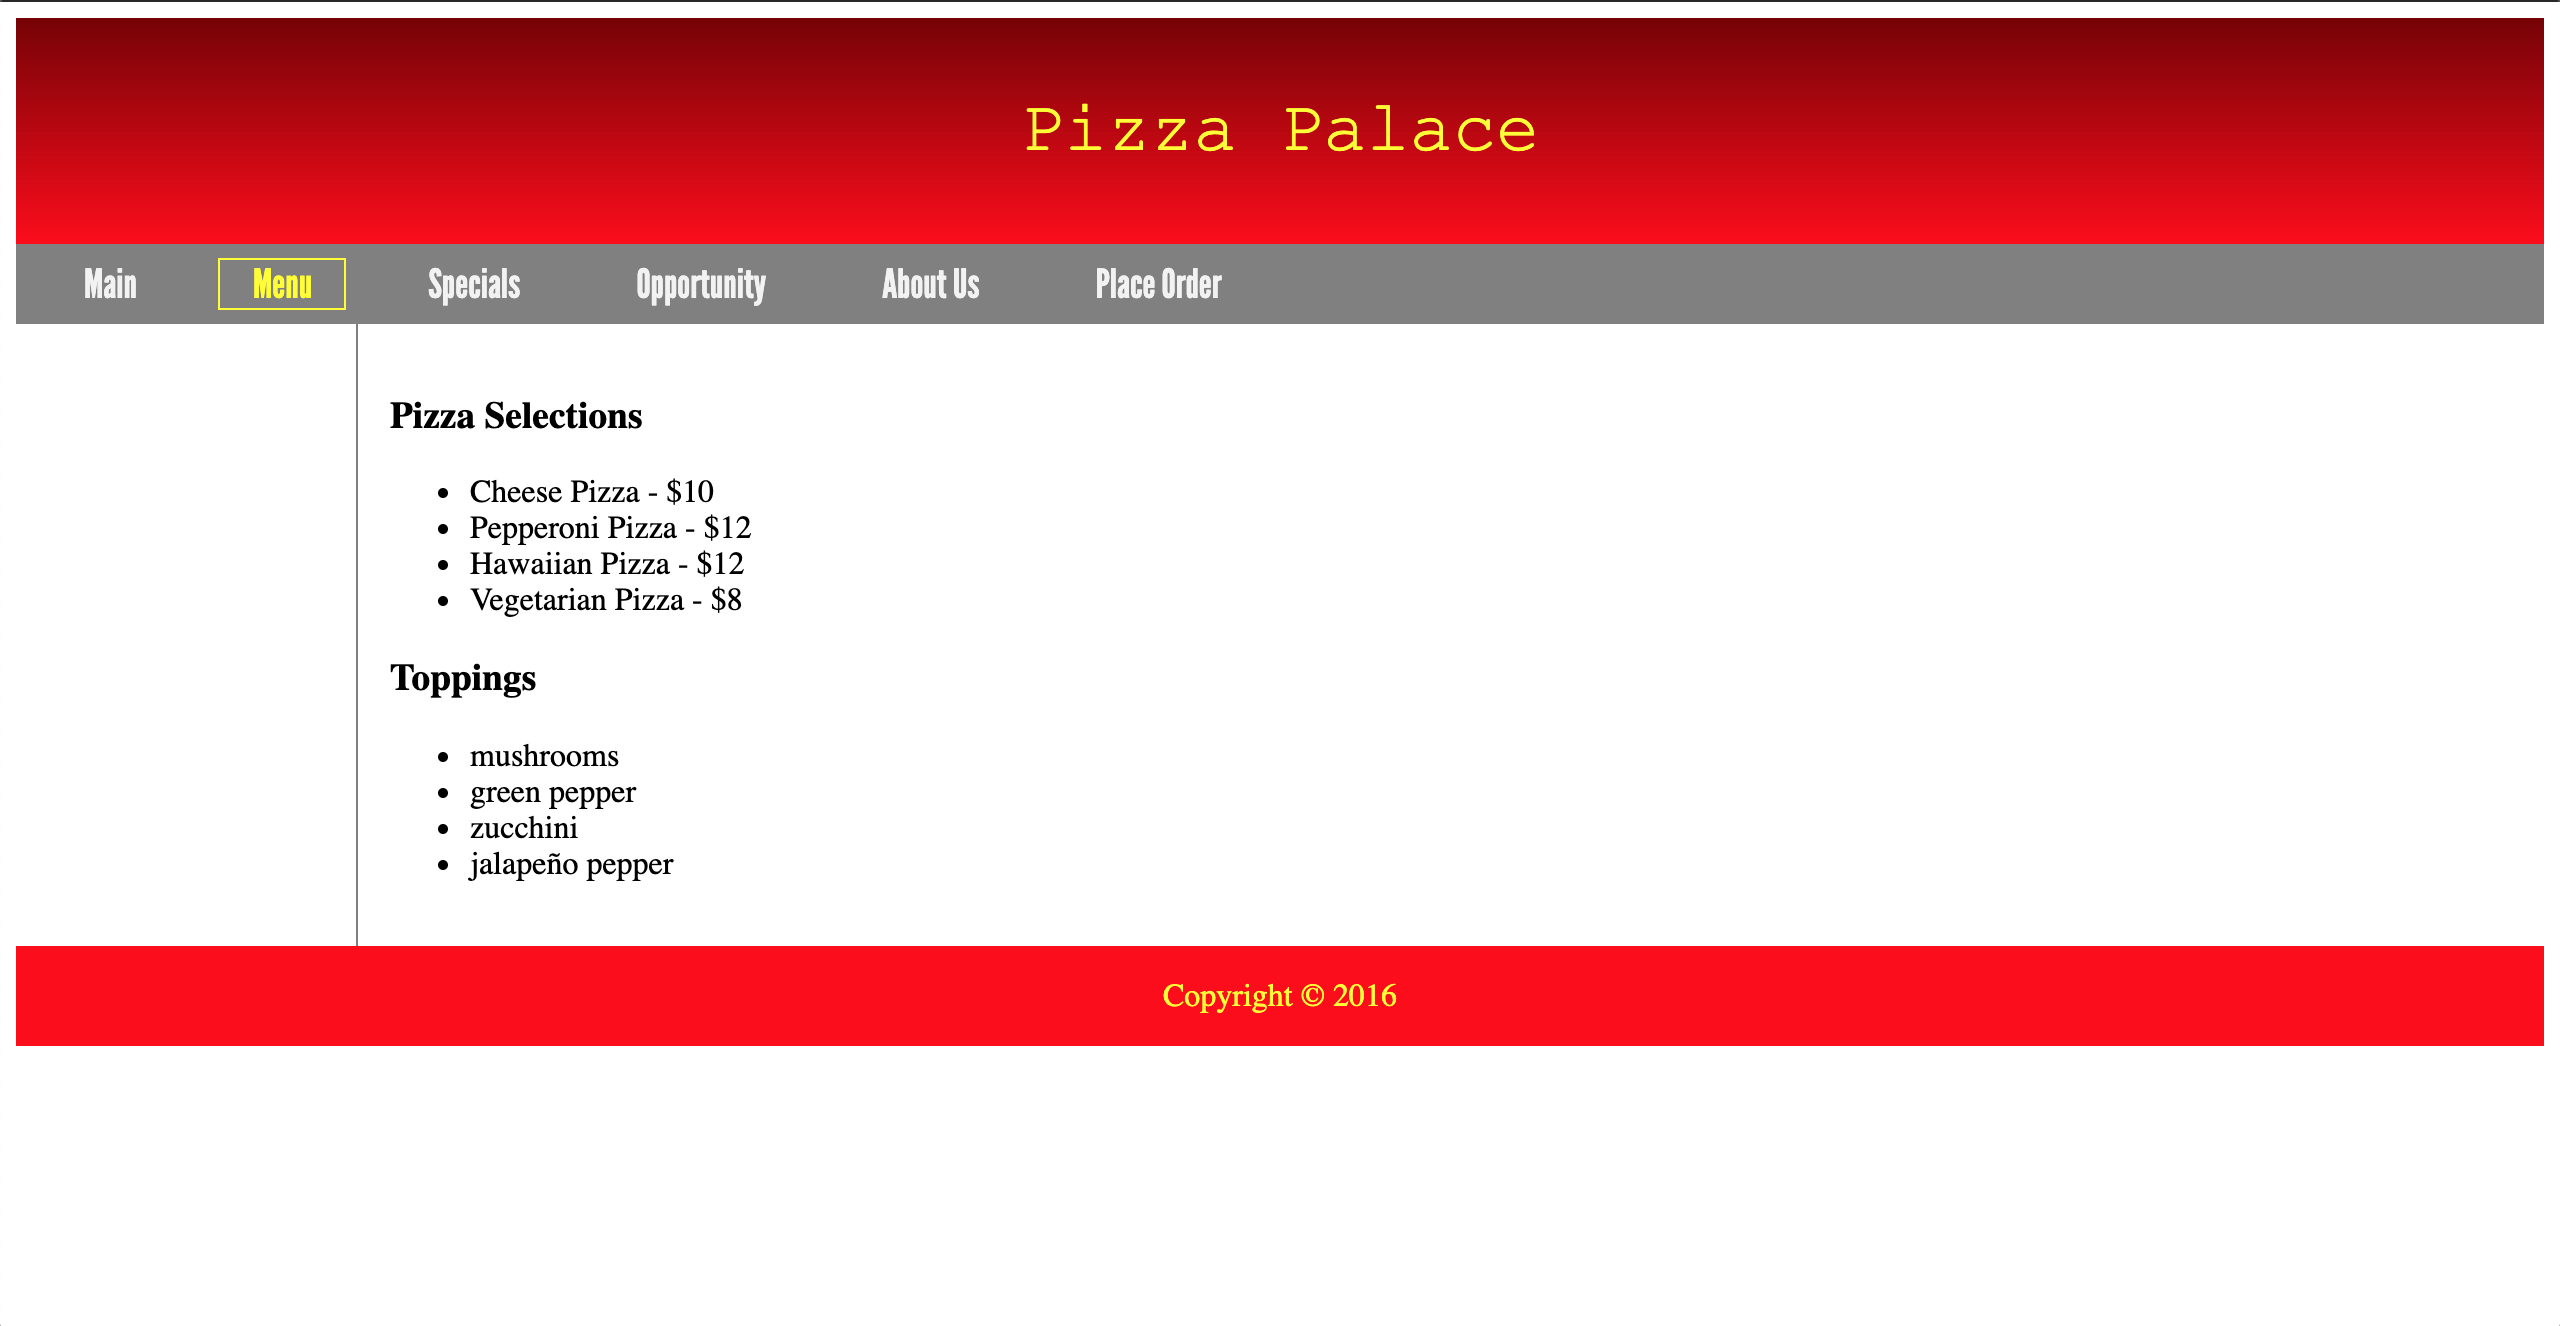 Pizza Palace
Main Menu Specials Opportunity About Us Place Order
Pizza Selections
• Cheese Pizza - $10
• Pepperoni Pizza - $12
• Hawaiian Pizza - $12
• Vegetarian Pizza - $8
Toppings
• mushrooms
• green pepper
• zucchini
• jalapeño pepper
Copyright © 2016